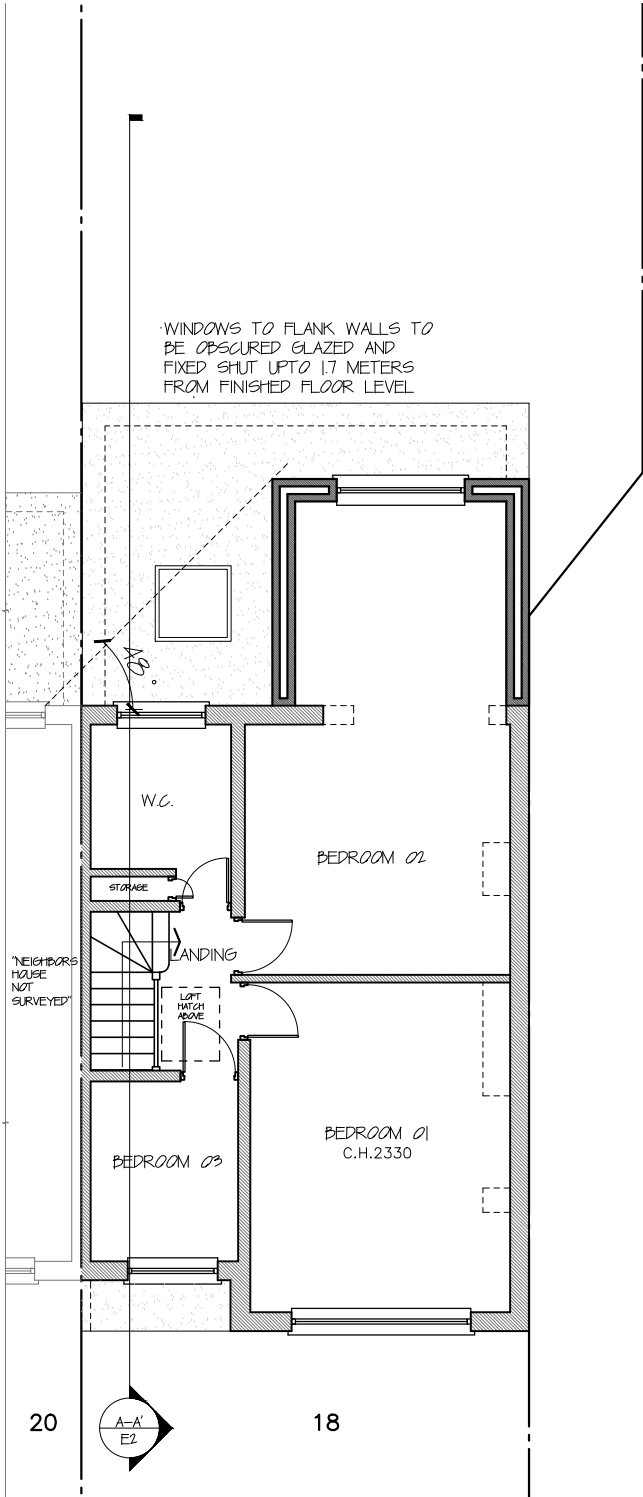 WINDOWS TO FLANK WALLS TO
BE OBSCURED GLAZED AND
FIXED SHUT UPTO 1.7 METERS
FROM FINISHED FLOOR LEVEL
48°
W.C.
BEDROOM 02
STORAGE
LANDING
"NEIGHBORS
HOUSE
NOT
SURVEYED"
LOFT
HATCH
ABOVE
BEDROOM 01
C.H.2330
BEDROOM 03
20
A-A'
E2
18